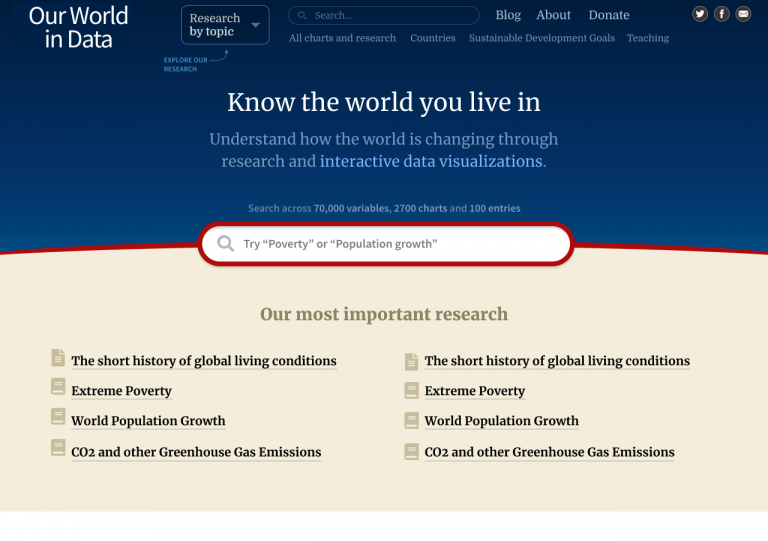 Our World
in Data
Research
by topic
Search...
Blog About Donate
All charts and research Countries Sustainable Development Goals Teaching
EXPLORE OUR
RESEARCH
Know the world you live in
Understand how the world is changing through
research and interactive data visualizations.
Search across 70,000 variables, 2700 charts and 100 entries
Try “Poverty” or “Population growth”
Our most important research
The short history of global living conditions
Extreme Poverty
World Population Growth
CO2 and other Greenhouse Gas Emissions
The short history of global living conditions
Extreme Poverty
World Population Growth
CO2 and other Greenhouse Gas Emissions